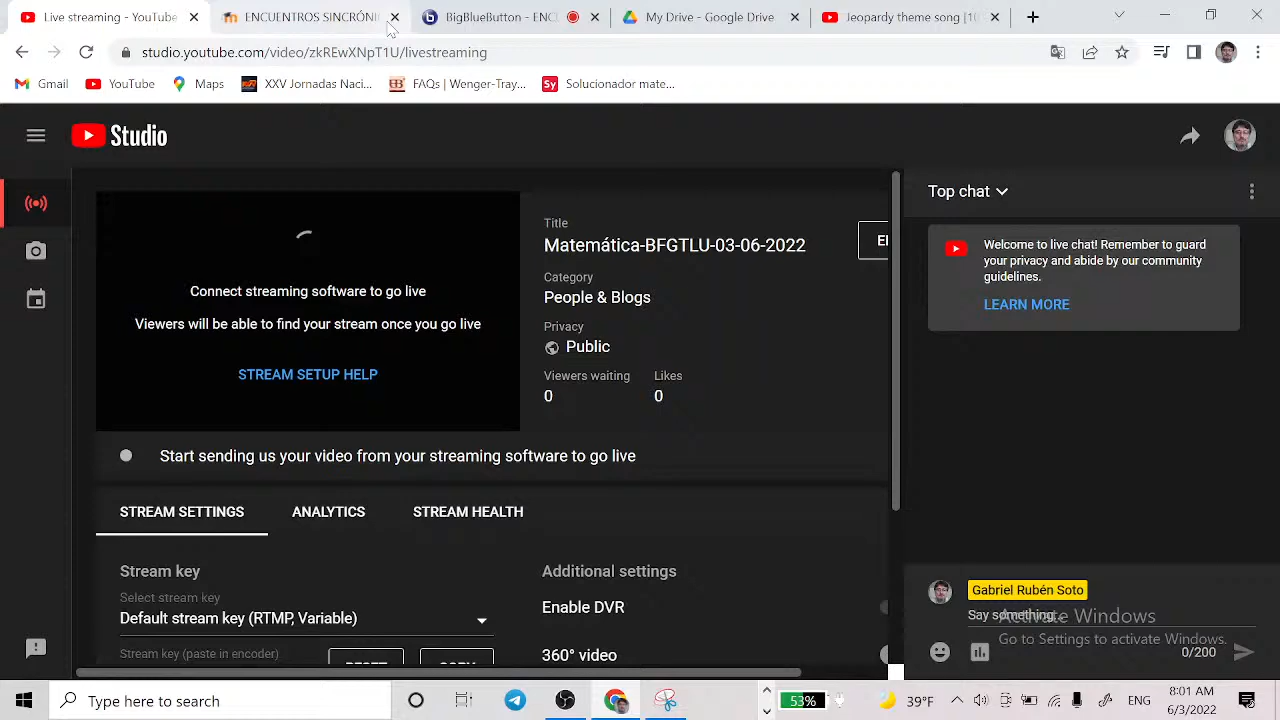 Live streaming - YouTube
ENCUENTROS SINCRÓNI
BigBlueButton - ENC
My Drive - Google Drive
Jeopardy theme song [10
studio.youtube.com/video/zkREwXNpT1U/livestreaming
Gmail
YouTube
Maps
XXV Jornadas Naci...
FAQs | Wenger-Tray...
Sy
Solucionador mate...
Studio
Connect streaming software to go live
Viewers will be able to find your stream once you go live
STREAM SETUP HELP
Title
Matemática-BFGTLU-03-06-2022
Category
People & Blogs
Privacy
Public
Viewers waiting
Likes
0
0
Start sending us your video from your streaming software to go live
STREAM SETTINGS
ANALYTICS
STREAM HEALTH
Stream key
Select stream key
Default stream key (RTMP, Variable)
Stream key (paste in encoder)
RESET
COPY
Additional settings
Enable DVR
360° video
Top chat
Welcome to live chat! Remember to guard
your privacy and abide by our community
guidelines.
LEARN MORE
Gabriel Rubén Soto
Say something...
Activate Windows
Go to Settings to activate Windows.
0/200
Type here to search
53%
39°F
ENG
8:01 AM
6/3/2022